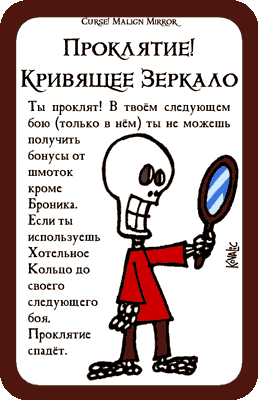 Curse! Malign Mirror
Проклятие!
Кривящее Зеркало
Ты проклят! В твоём следующем
бою (только в нём) ты не можешь
получить
бонусы от
шмоток
кроме
Броника.
Если ты
используешь
Хотельное
Кольцо до
своего
следующего
боя.
Проклятие
спадёт.
Kovalic